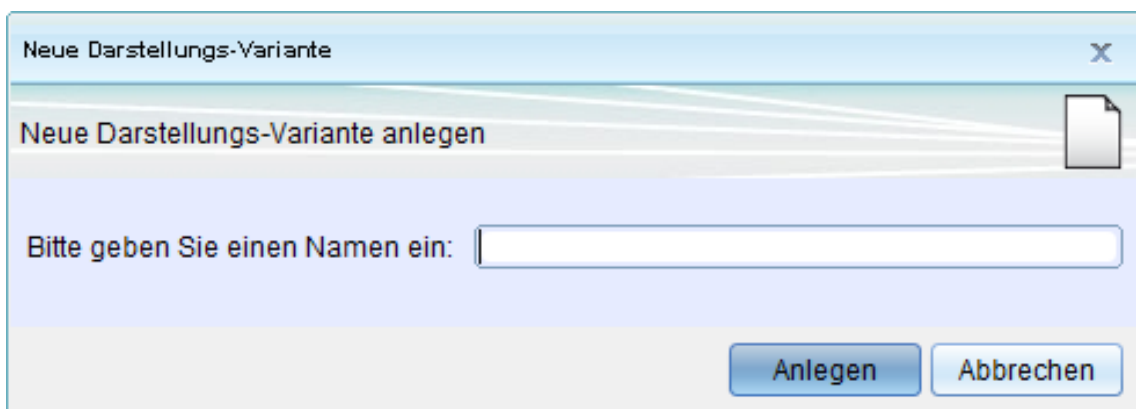 Neue Darstellungs-Variante
Neue Darstellungs-Variante anlegen
Bitte geben Sie einen Namen ein:
Anlegen Abbrechen